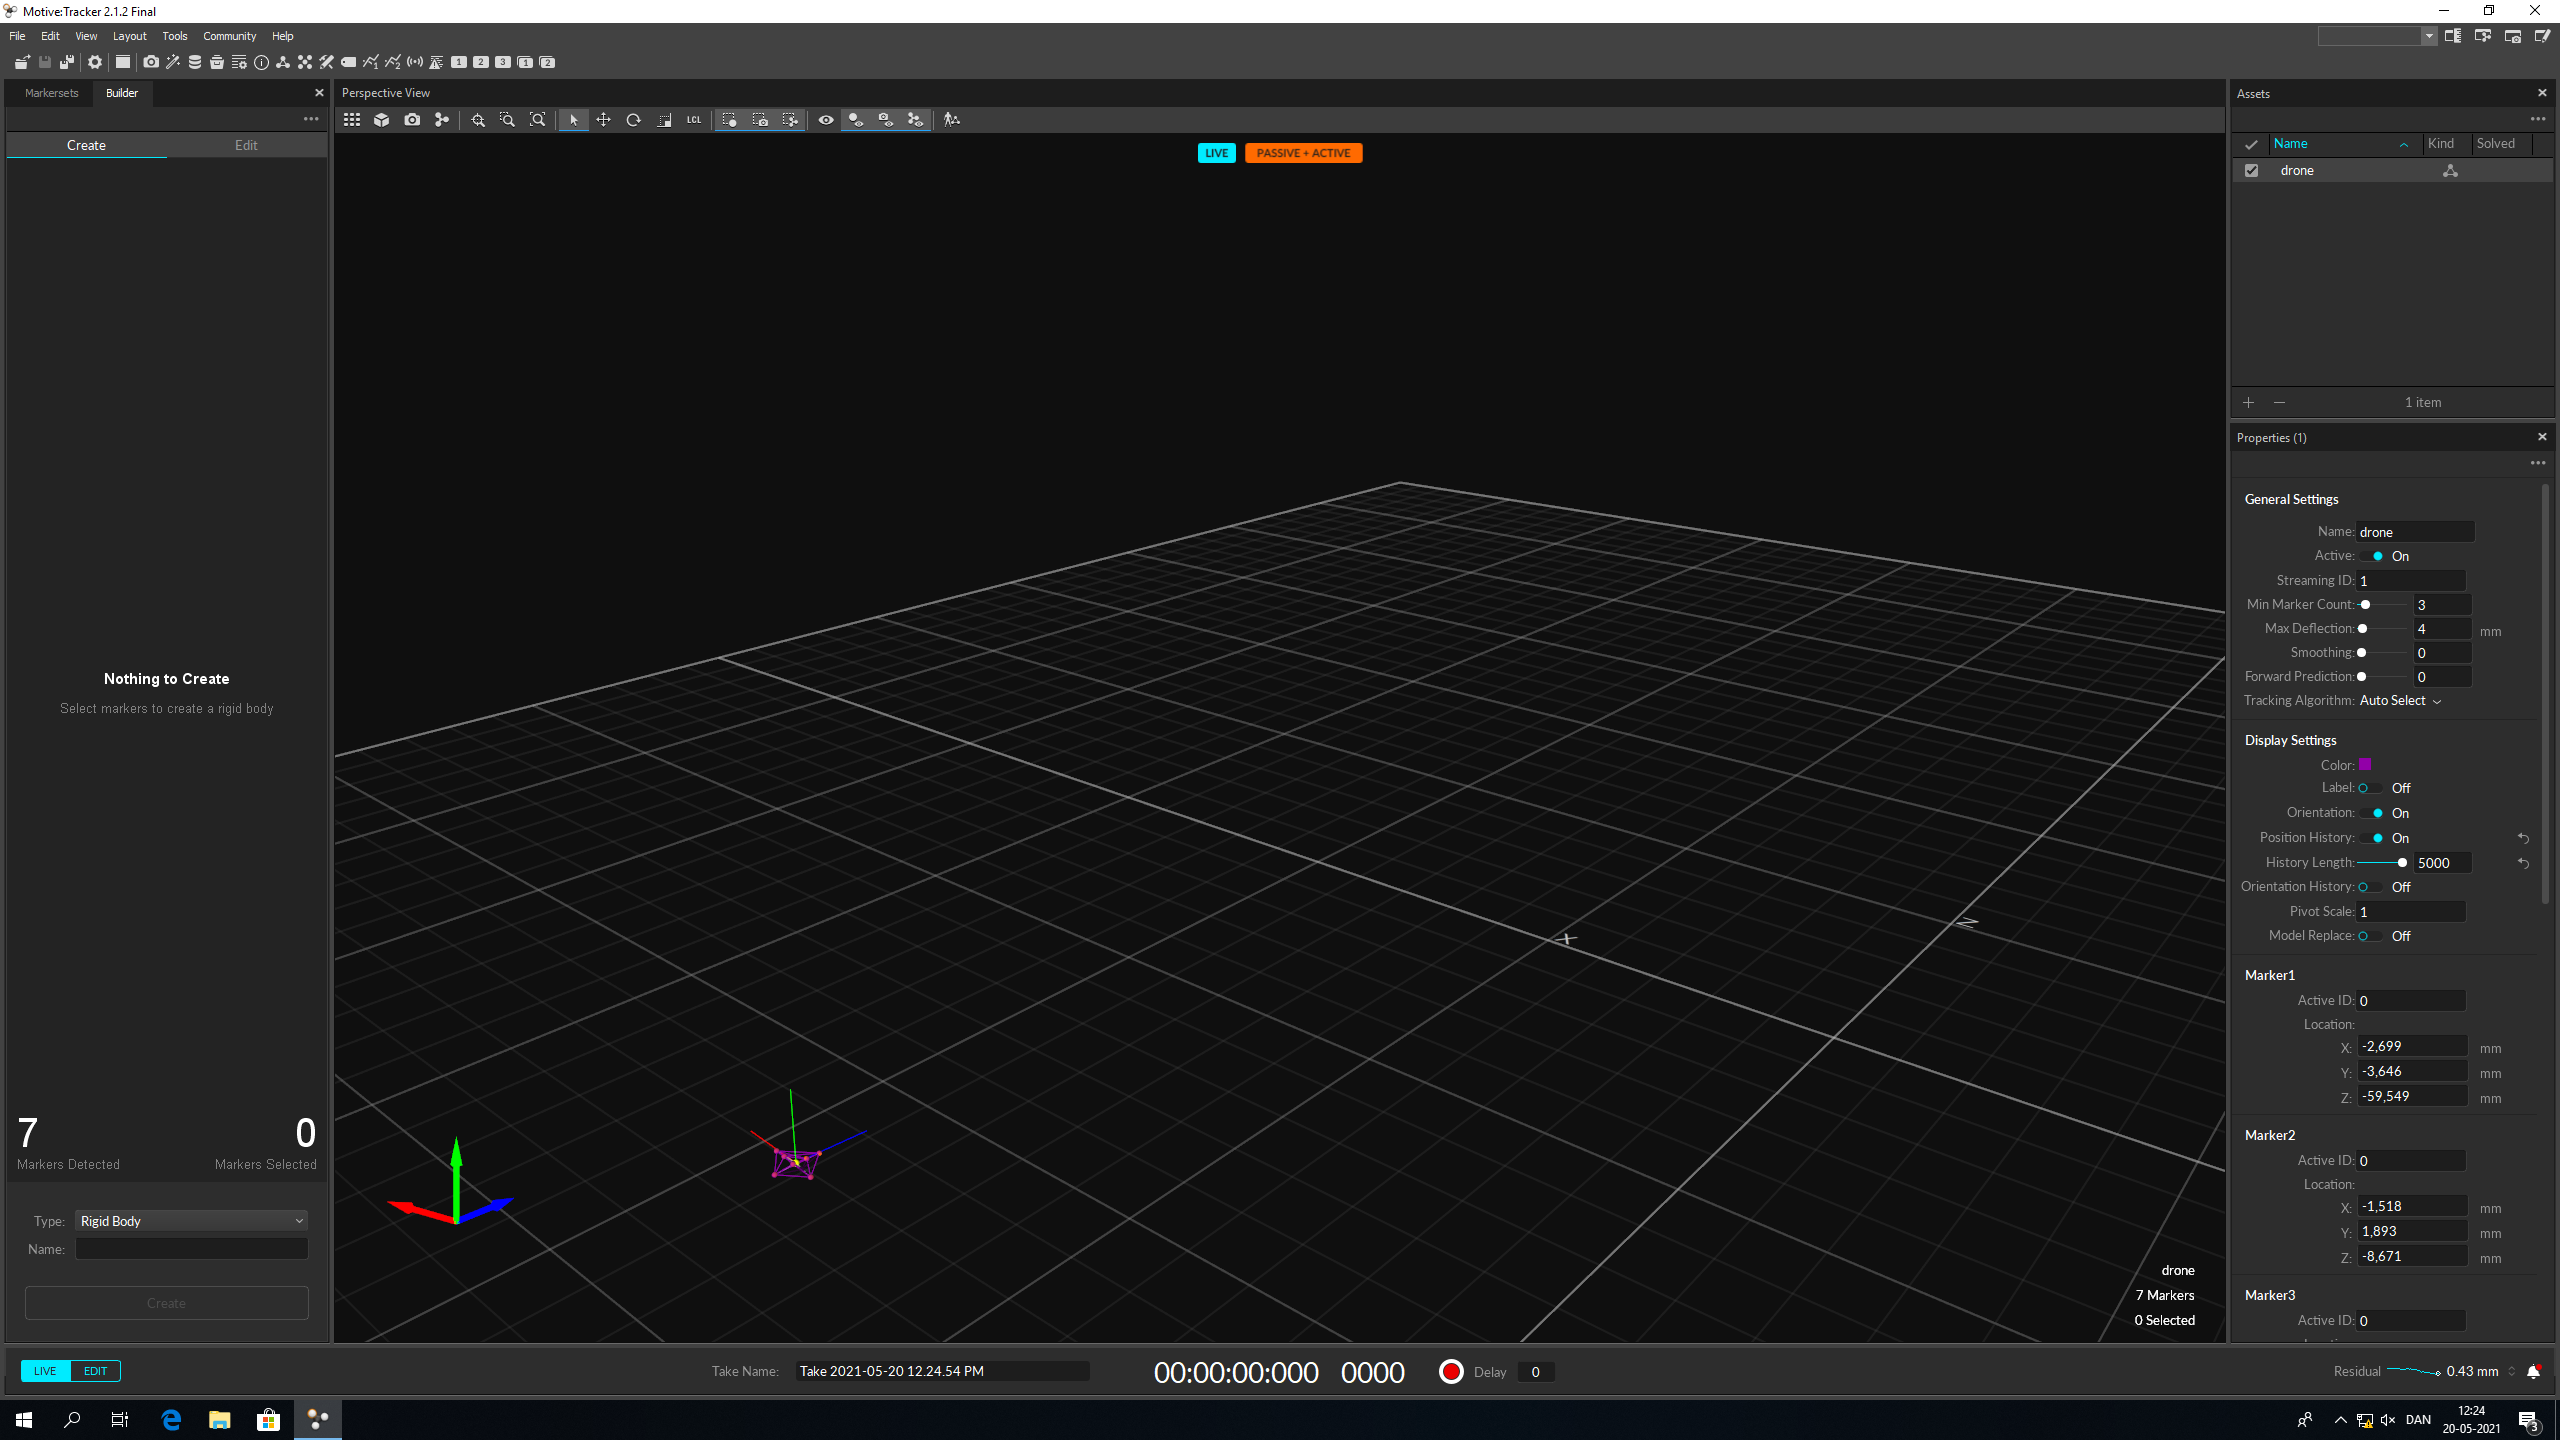 Motive:Tracker 2.1.2 Final
File Edit View Layout Tools Community Help
1 2 3 1 2
Markersets Builder
Create Edit
Nothing to Create
Select markers to create a rigid body
7 0
Markers Detected Markers Selected
Type: Rigid Body
Name:
Create
Perspective View
LCL
LIVE PASSIVE + ACTIVE
X
Z
drone
7 Markers
0 Selected
Assets
Name Kind Solved
drone
1 item
Properties (1)
General Settings
Name: drone
Active: On
Streaming ID: 1
Min Marker Count: 3
Max Deflection: 4 mm
Smoothing: 0
Forward Prediction: 0
Tracking Algorithm: Auto Select
Display Settings
Color:
Label: Off
Orientation: On
Position History: On
History Length: 5000
Orientation History: Off
Pivot Scale: 1
Model Replace: Off
Marker1
Active ID: 0
Location:
X: -2,699 mm
Y: -3,646 mm
Z: -59,549 mm
Marker2
Active ID: 0
Location:
X: -1,518 mm
Y: 1,893 mm
Z: -8,671 mm
Marker3
Active ID: 0
LIVE EDIT
Take Name: Take 2021-05-20 12.24.54 PM
00:00:00:000 0000
Delay 0
Residual 0.43 mm
DAN
12:24
20-05-2021
3